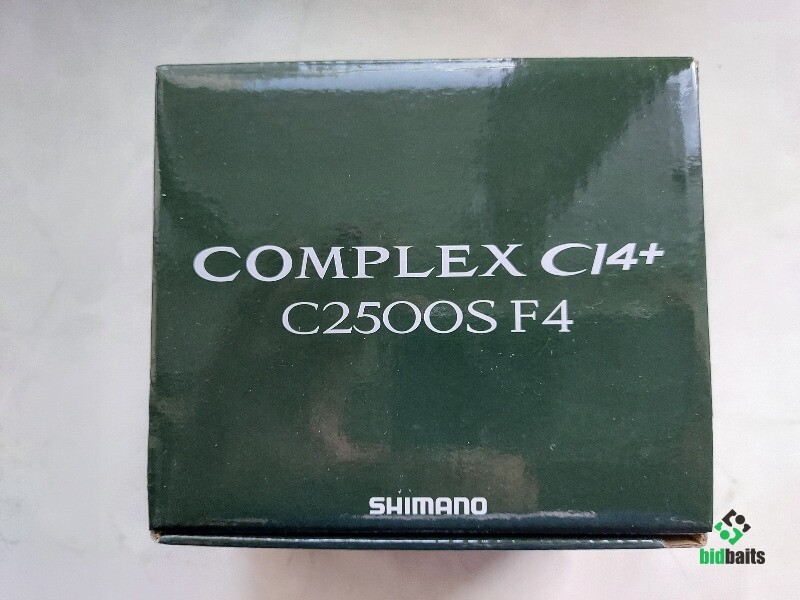 COMPLEX CI4+
C2500S F4
SHIMANO
bidbaits